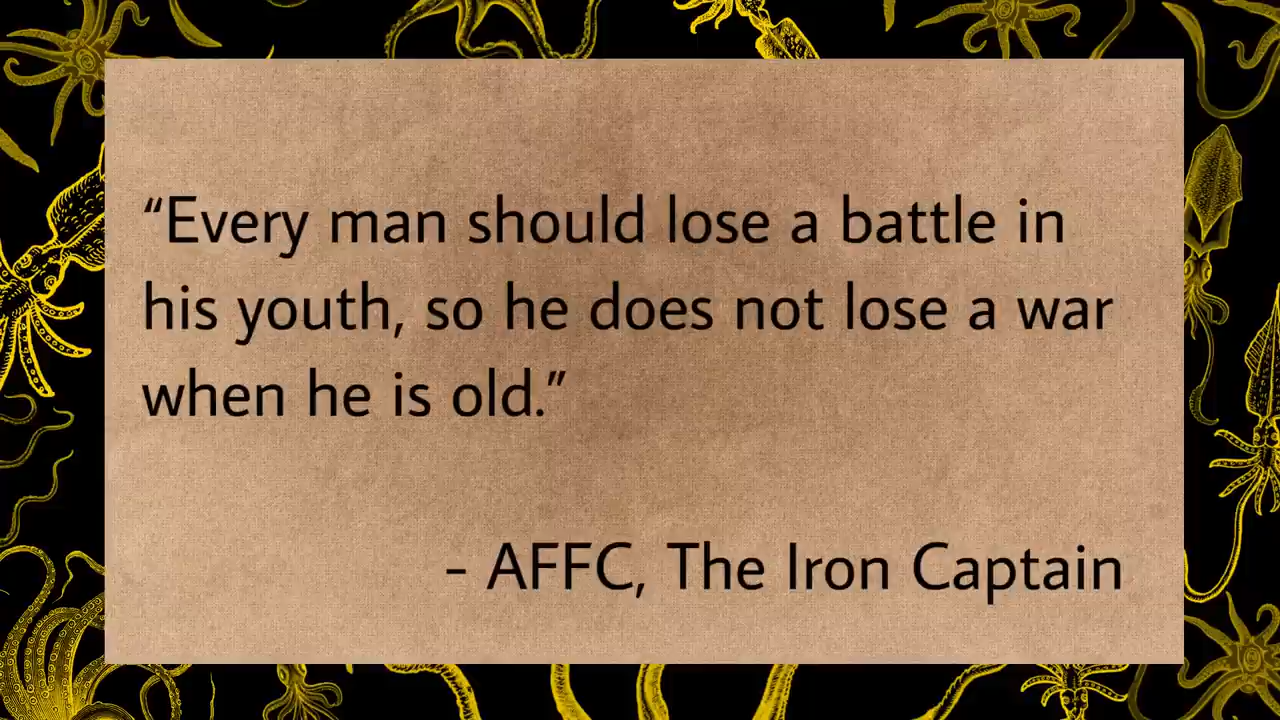 “Every man should lose a battle in
his youth, so he does not lose a war
when he is old.”
- AFFC, The Iron Captain